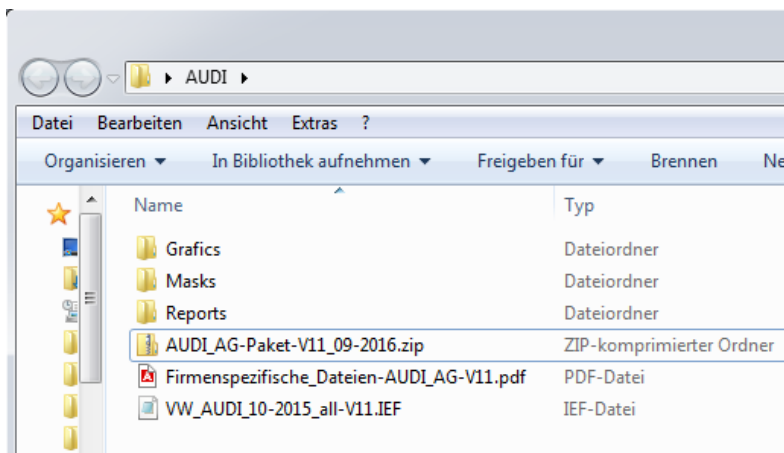 AUDI
Datei Bearbeiten Ansicht Extras ?
Organisieren In Bibliothek aufnehmen Freigeben für Brennen Ne
Name Typ
Grafics Dateiordner
Masks Dateiordner
Reports Dateiordner
AUDI_AG-Paket-V11_09-2016.zip ZIP-komprimierter Ordner
Firmenspezifische_Dateien-AUDI_AG-V11.pdf PDF-Datei
VW_AUDI_10-2015_all-V11.IEF IEF-Datei